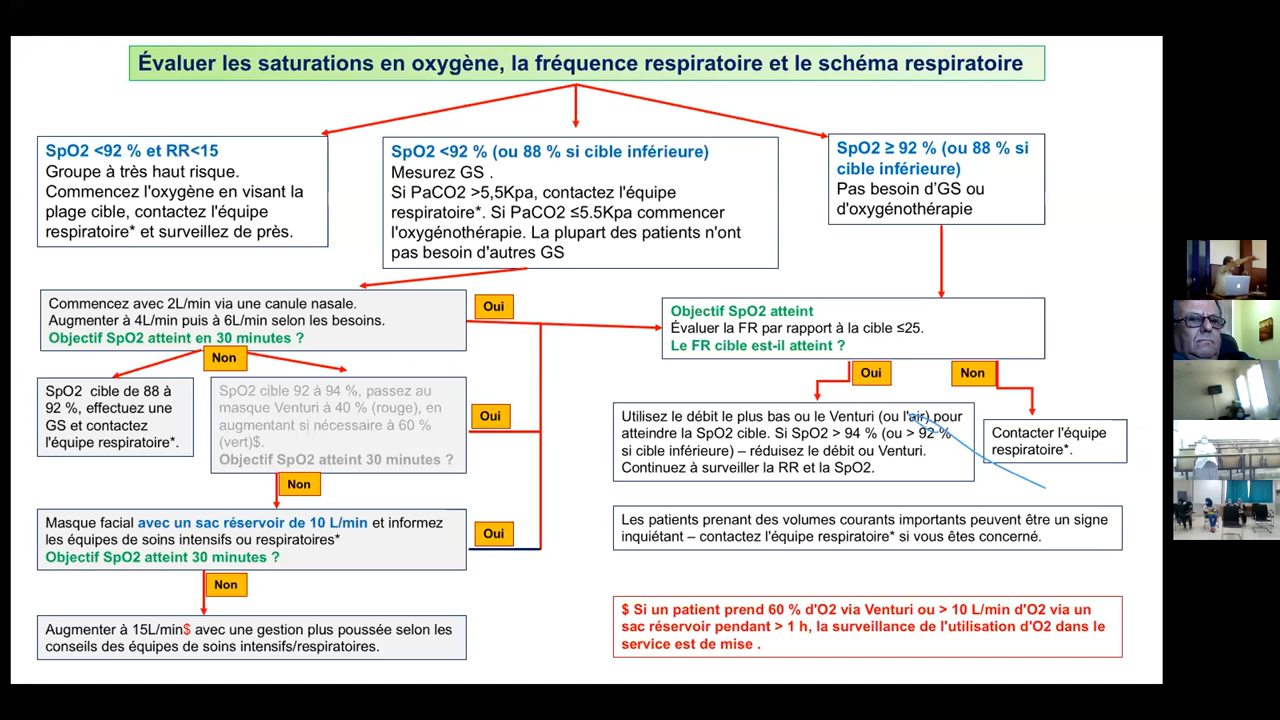 Évaluer les saturations en oxygène, la fréquence respiratoire et le schéma respiratoire
SpO2 <92 % et RR<15
Groupe à très haut risque.
Commencez l'oxygène en visant la
plage cible, contactez l'équipe
respiratoire* et surveillez de près.
SpO2 <92 % (ou 88 % si cible inférieure)
Mesurez GS .
Si PaCO2 >5,5Kpa, contactez l'équipe
respiratoire*. Si PaCO2 ≤5.5Kpa commencer
l'oxygénothérapie. La plupart des patients n'ont
pas besoin d'autres GS
SpO2 ≥ 92 % (ou 88 % si
cible inférieure)
Pas besoin d'GS ou
d'oxygénothérapie
Commencez avec 2L/min via une canule nasale.
Augmenter à 4L/min puis à 6L/min selon les besoins.
Objectif SpO2 atteint en 30 minutes ?
Oui
Objectif SpO2 atteint
Évaluer la FR par rapport à la cible ≤25.
Le FR cible est-il atteint ?
Non
Oui
Non
SpO2 cible de 88 à
92 %, effectuez une
GS et contactez
l'équipe respiratoire*.
SpO2 cible 92 à 94 %, passez au
masque Venturi à 40 % (rouge), en
augmentant si nécessaire à 60 %
(vert)$.
Objectif SpO2 atteint 30 minutes ?
Oui
Utilisez le débit le plus bas ou le Venturi (ou l'air) pour
atteindre la SpO2 cible. Si SpO2 > 94 % (ou > 92 %
si cible inférieure) – réduisez le débit ou Venturi.
Continuez à surveiller la RR et la SpO2.
Contacter l'équipe
respiratoire*.
Non
Masque facial avec un sac réservoir de 10 L/min et informez
les équipes de soins intensifs ou respiratoires*
Objectif SpO2 atteint 30 minutes ?
Oui
Les patients prenant des volumes courants importants peuvent être un signe
inquiétant – contactez l'équipe respiratoire* si vous êtes concerné.
Non
Augmenter à 15L/min$ avec une gestion plus poussée selon les
conseils des équipes de soins intensifs/respiratoires.
$ Si un patient prend 60 % d'O2 via Venturi ou > 10 L/min d'O2 via un
sac réservoir pendant > 1 h, la surveillance de l'utilisation d'O2 dans le
service est de mise .